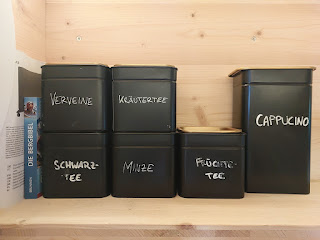 VERVEINE
KRÄUTERTEE
CAPPUCINO
SCHWARZ-
-TEE
MINZE
FRÜCHTE-
TEE
DIE BERGBIBEL